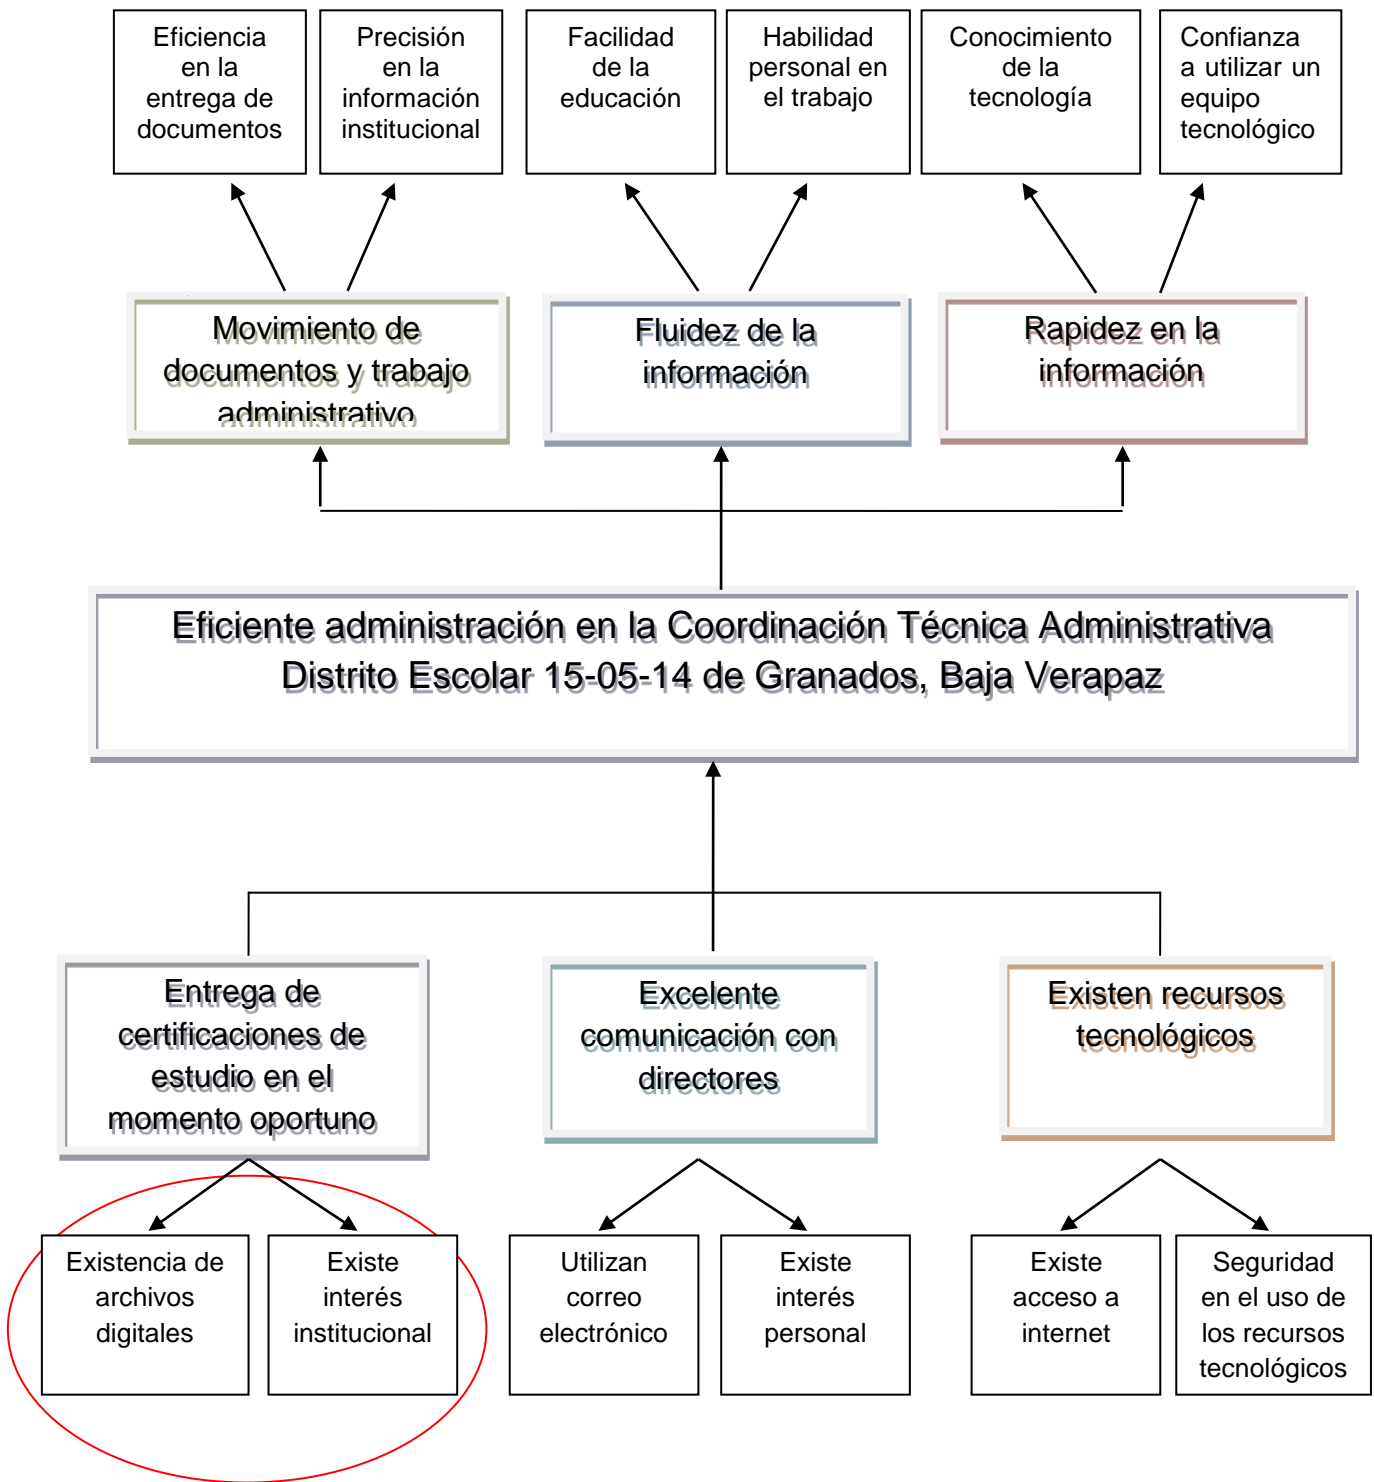 Eficiencia
en la
entrega de
documentos
Precisión
en la
información
institucional
Facilidad
de la
educación
Habilidad
personal en
el trabajo
Conocimiento
de la
tecnología
Confianza
a utilizar un
equipo
tecnológico
Movimiento de
documentos y trabajo
administrativo
Fluidez de la
información
Rapidez en la
información
Eficiente administración en la Coordinación Técnica Administrativa
Distrito Escolar 15-05-14 de Granados, Baja Verapaz
Entrega de
certificaciones de
estudio en el
momento oportuno
Excelente
comunicación con
directores
Existen recursos
tecnológicos
Existencia de
archivos
digitales
Existe
interés
institucional
Utilizan
correo
electrónico
Existe
interés
personal
Existe
acceso a
internet
Seguridad
en el uso de
los recursos
tecnológicos